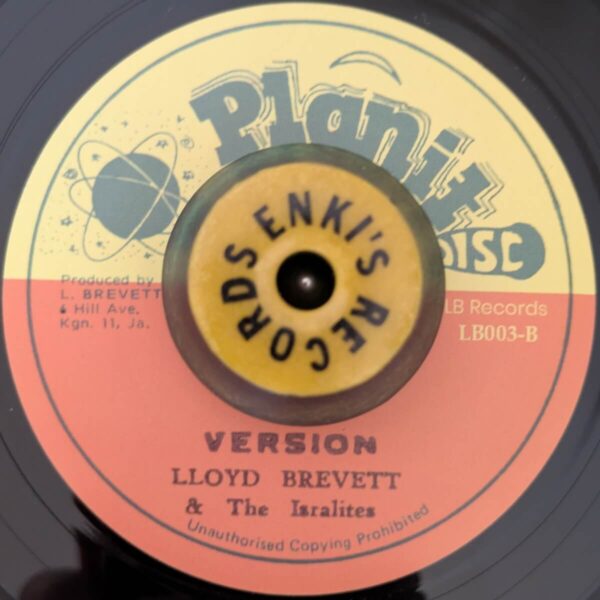 Planit
DISC
ENKI'S RECORDS
Produced by
L. BREVETT
6 Hill Ave.
Kgn. 11, Ja.
LB Records
LB003-B
VERSION
LLOYD BREVETT
& The Isralites
Unauthorised Copying Prohibited